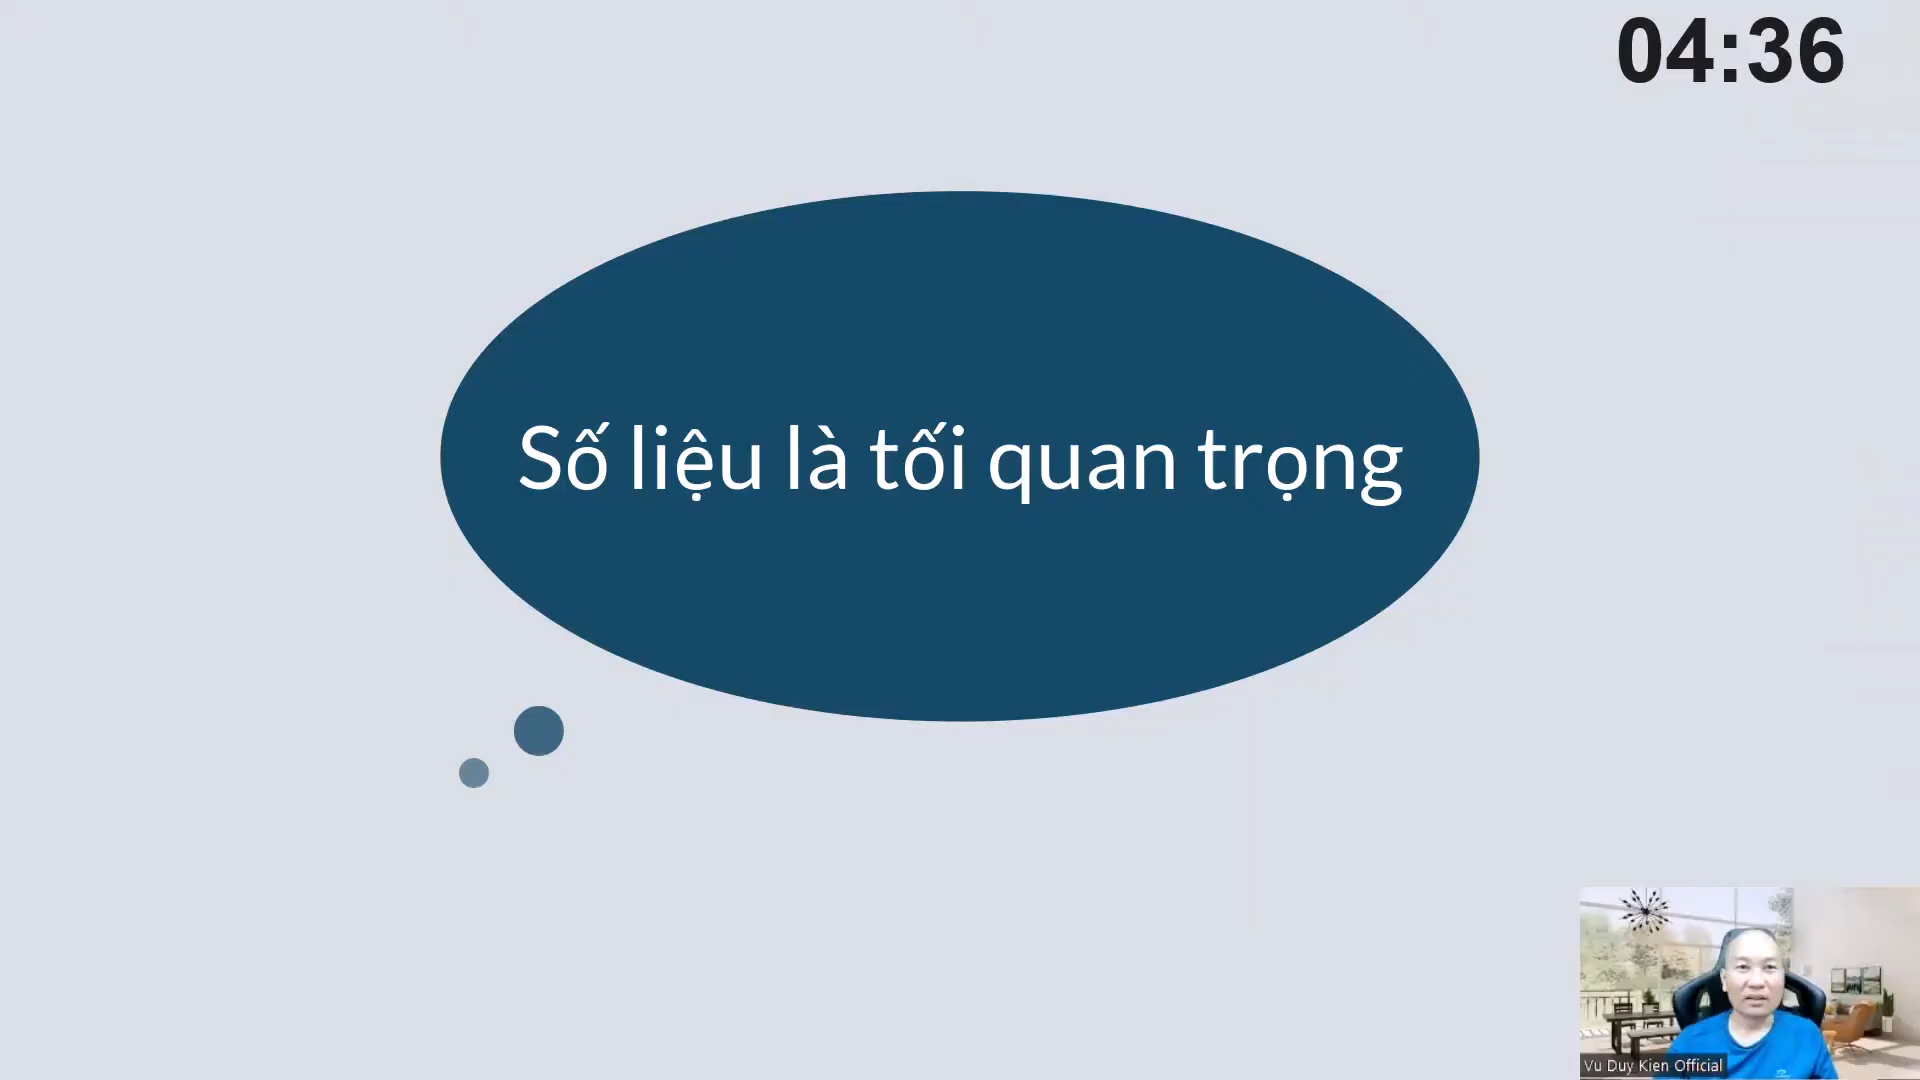 04:36
Số liệu là tối quan trọng
Vu Duy Kien Official